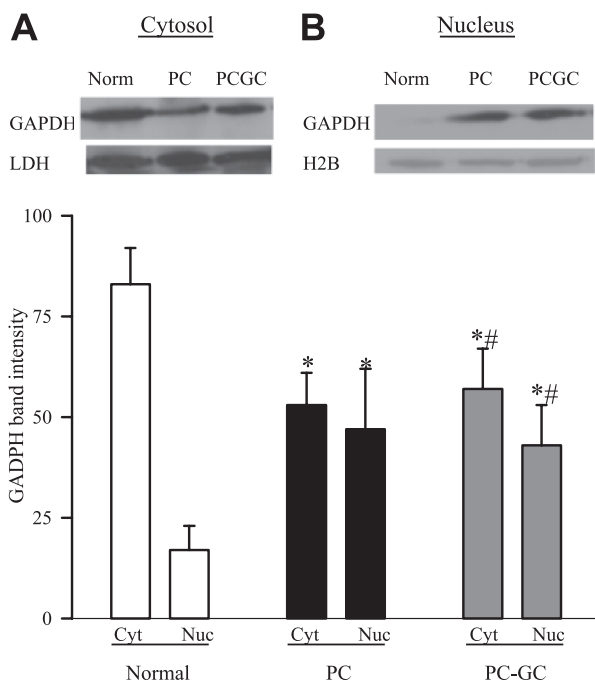 A Cytosol B Nucleus
Norm PC PCGC Norm PC PCGC
GAPDH GAPDH
LDH H2B
100
75
50
25
0
GADPH band intensity
* * *# *#
Cyt Nuc Cyt Nuc Cyt Nuc
Normal PC PC-GC